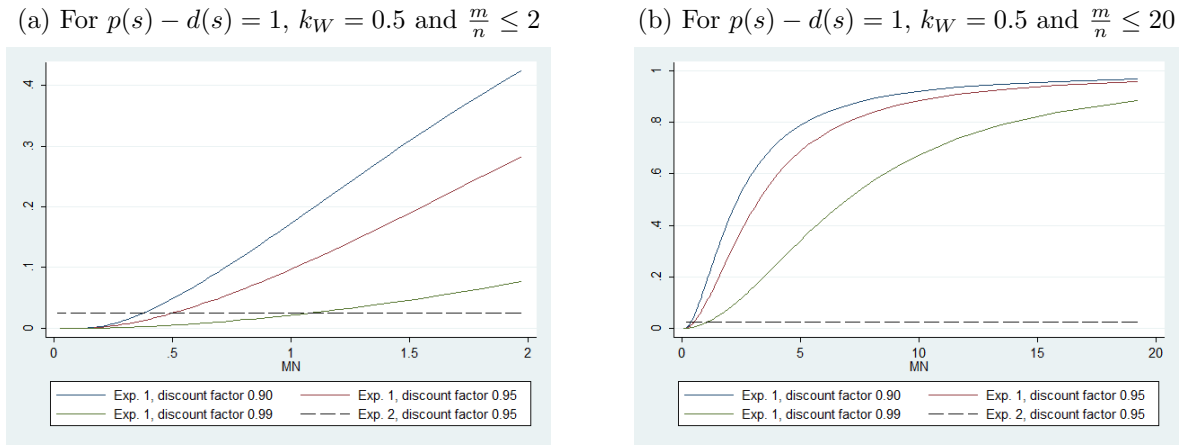 (a) For p(s) − d(s) = 1, k_W = 0.5 and m/n ≤ 2
.4
.3
.2
.1
0
0 .5 1 1.5 2
MN
Exp. 1, discount factor 0.90 Exp. 1, discount factor 0.95
Exp. 1, discount factor 0.99 Exp. 2, discount factor 0.95
(b) For p(s) − d(s) = 1, k_W = 0.5 and m/n ≤ 20
1
.8
.6
.4
.2
0
0 5 10 15 20
MN
Exp. 1, discount factor 0.90 Exp. 1, discount factor 0.95
Exp. 1, discount factor 0.99 Exp. 2, discount factor 0.95